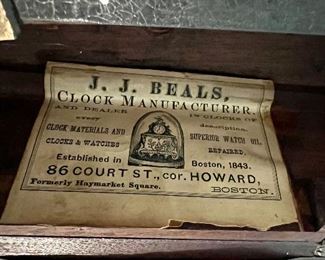 J. J. BEALS,
CLOCK MANUFACTURER
AND DEALER IN CLOCKS OF
EVERY description.
CLOCK MATERIALS AND SUPERIOR WATCH OIL.
CLOCKS & WATCHES REPAIRED.
Established in Boston, 1843.
86 COURT ST., cor. HOWARD,
Formerly Haymarket Square. BOSTON.